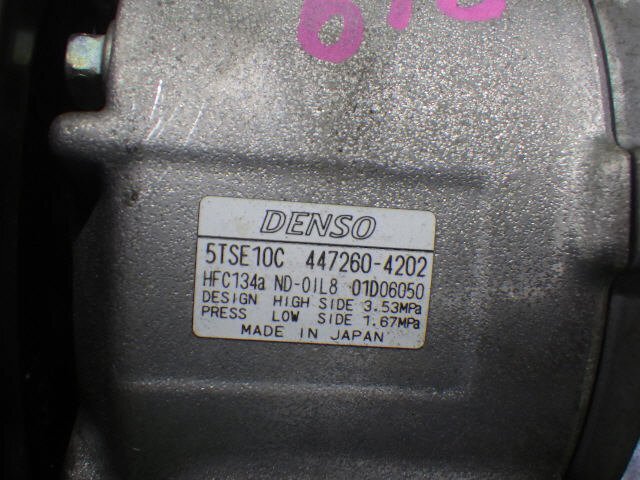 DENSO
5TSE10C 447260-4202
HFC134a ND-OIL8 01D06050
DESIGN HIGH SIDE 3.53MPa
PRESS LOW SIDE 1.67MPa
MADE IN JAPAN